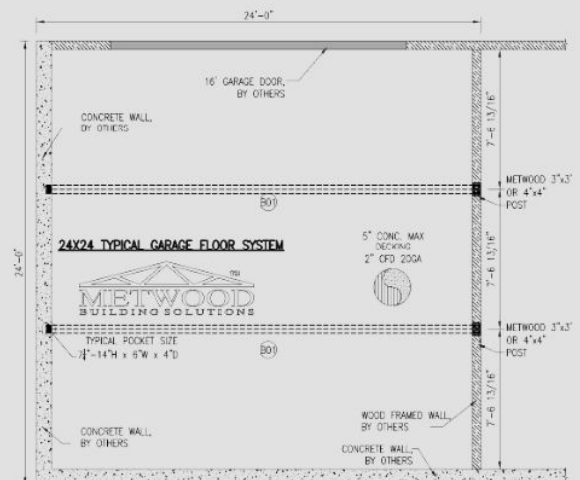 24'-0"
16' GARAGE DOOR,
BY OTHERS
CONCRETE WALL,
BY OTHERS
7'-6 13/16"
METWOOD 3"x3"
OR 4"x4"
POST
B01
24X24 TYPICAL GARAGE FLOOR SYSTEM
5" CONC. MAX
DECKING
2" CFD 20GA
24'-0"
7'-6 13/16"
METWOOD
BUILDING SOLUTIONS
METWOOD 3"x3"
OR 4"x4"
POST
TYPICAL POCKET SIZE
-14"H x 6"W x 4"D
B01
7'-6 13/16"
WOOD FRAMED WALL,
BY OTHERS
CONCRETE WALL,
BY OTHERS
CONCRETE WALL,
BY OTHERS